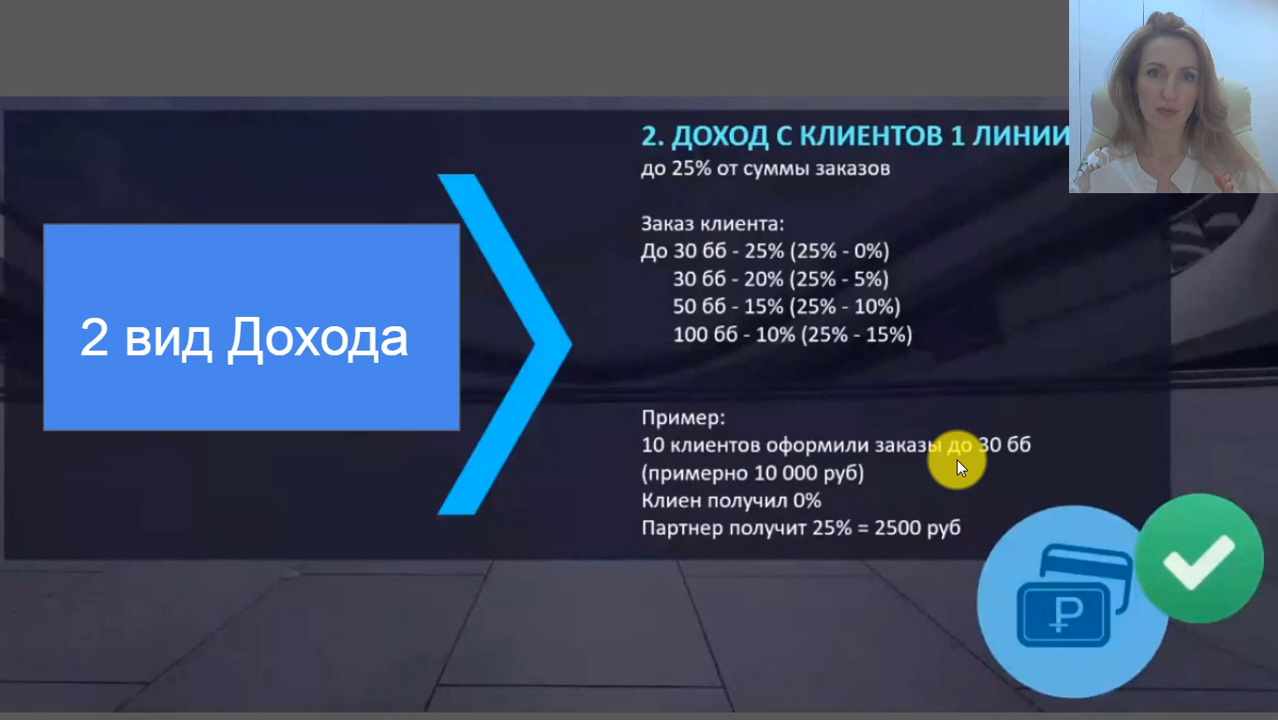 2 вид Дохода
2. ДОХОД С КЛИЕНТОВ 1 ЛИНИИ
до 25% от суммы заказов
Заказ клиента:
До 30 бб - 25% (25% - 0%)
30 бб - 20% (25% - 5%)
50 бб - 15% (25% - 10%)
100 бб - 10% (25% - 15%)
Пример:
10 клиентов оформили заказы до 30 бб
(примерно 10 000 руб)
Клиен получил 0%
Партнер получит 25% = 2500 руб
₽